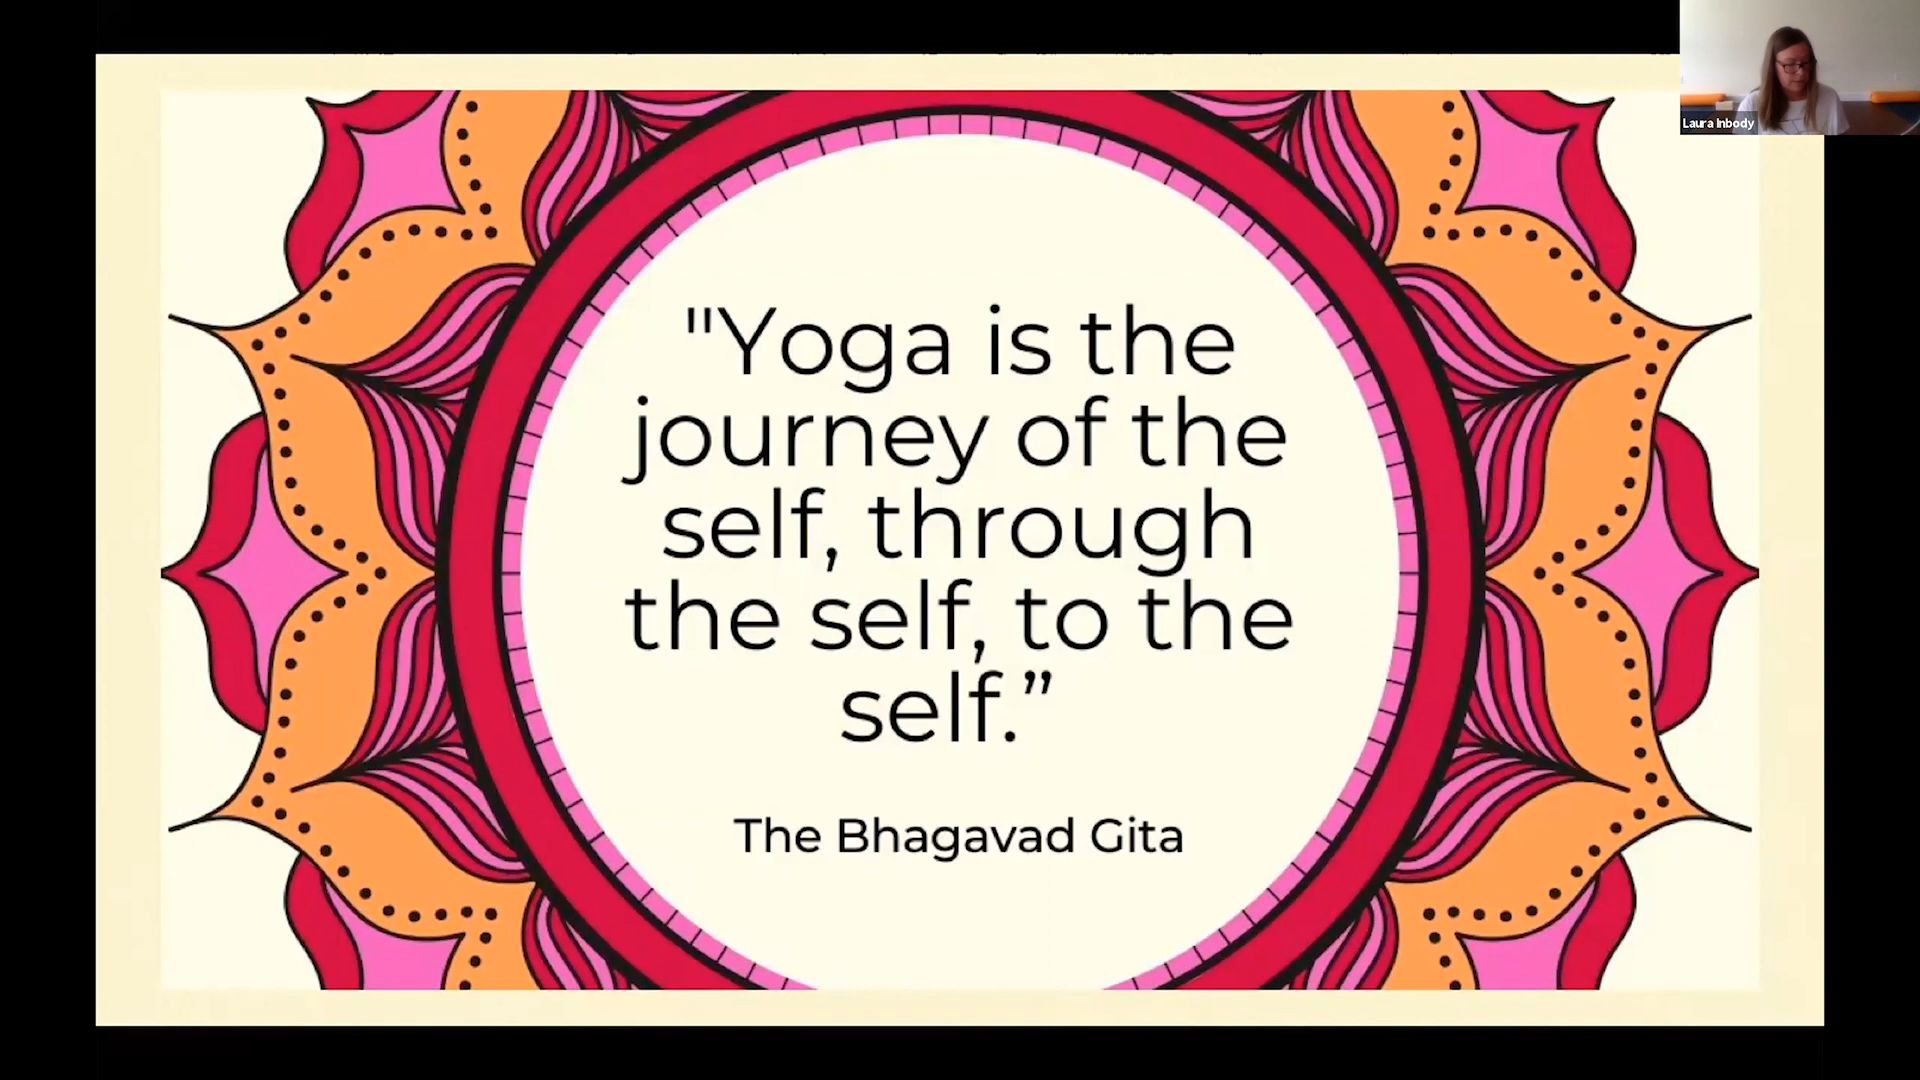 Laura Inbody
"Yoga is the
journey of the
self, through
the self, to the
self.”
The Bhagavad Gita